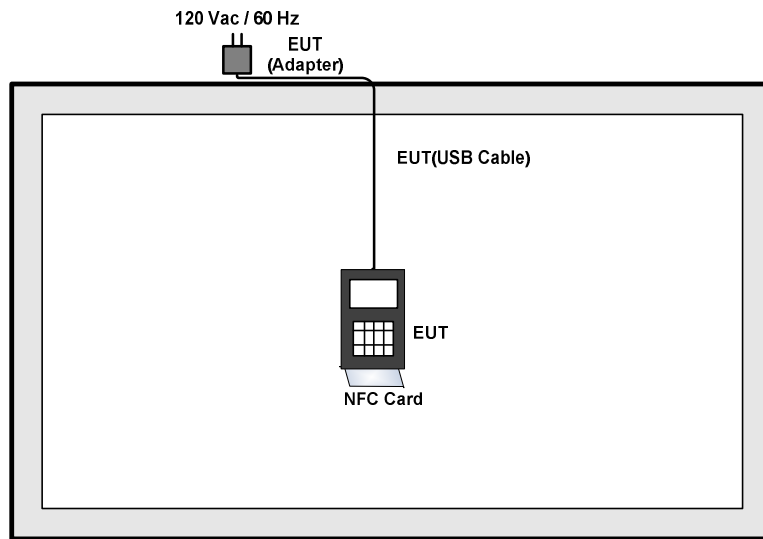 120 Vac / 60 Hz
EUT
(Adapter)
EUT(USB Cable)
EUT
NFC Card